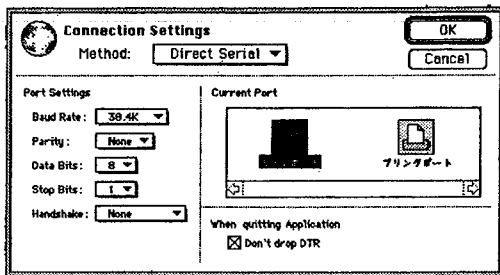 Connection Settings
Method: Direct Serial
OK
Cancel
Port Settings
Baud Rate: 38.4K
Parity: None
Data Bits: 8
Stop Bits: 1
Handshake: None
Current Port
プリンタポート
When quitting Application
Don't drop DTR